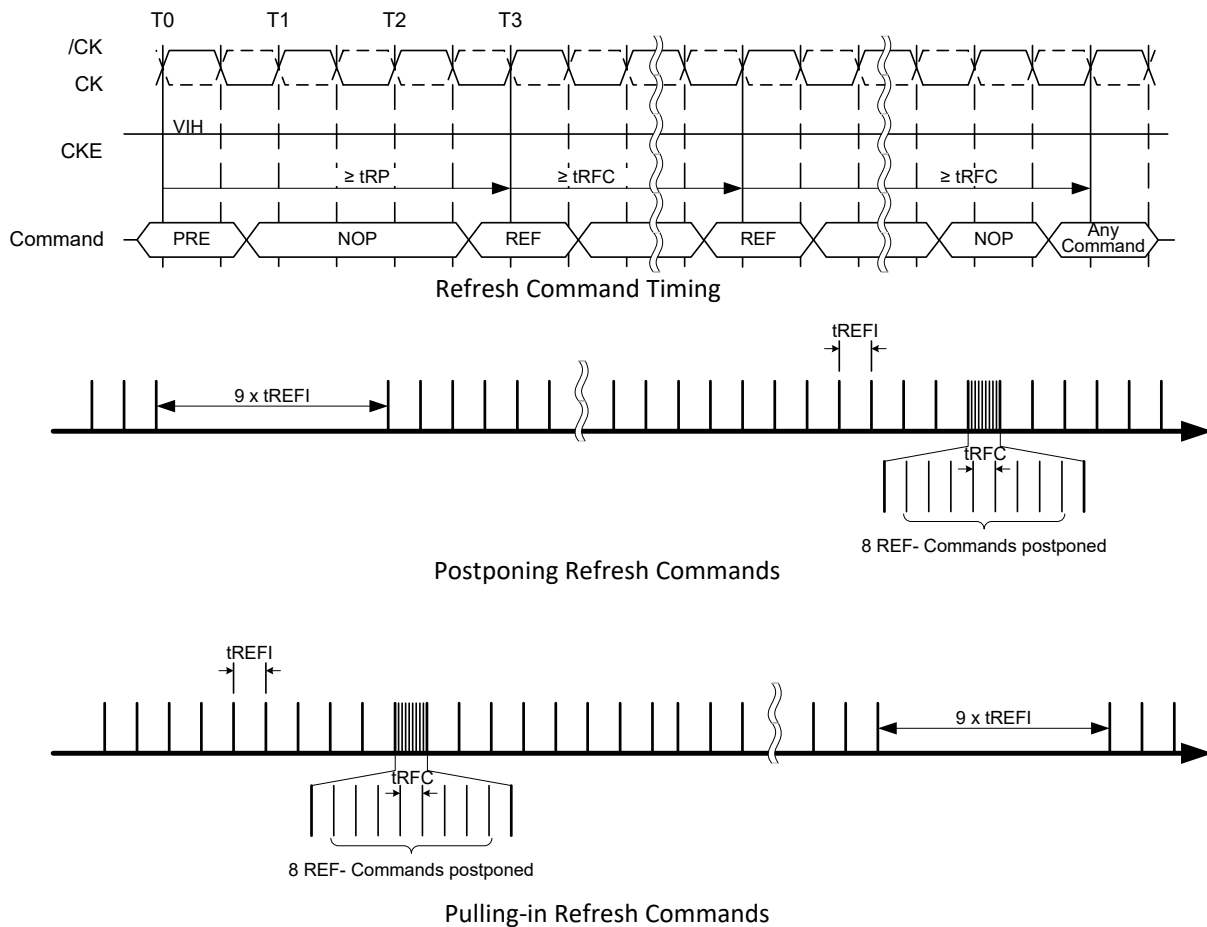 T0 T1 T2 T3
/CK
CK
VIH
CKE
≥ tRP ≥ tRFC ≥ tRFC
Command PRE NOP REF REF NOP Any Command
Refresh Command Timing
tREFI
9 x tREFI
tRFC
8 REF- Commands postponed
Postponing Refresh Commands
tREFI
9 x tREFI
tRFC
8 REF- Commands postponed
Pulling-in Refresh Commands